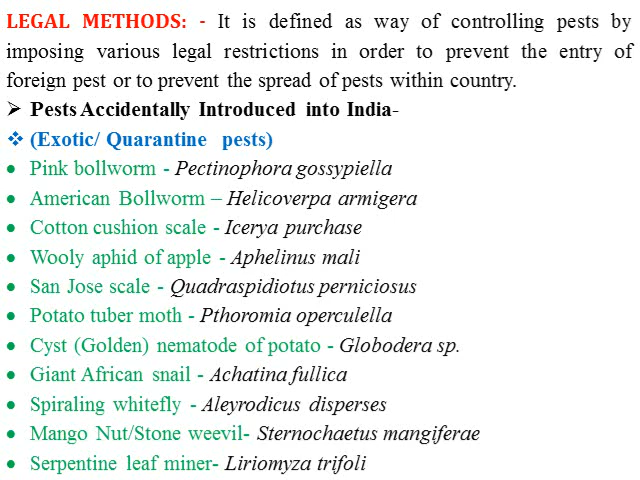 LEGAL METHODS: - It is defined as way of controlling pests by
imposing various legal restrictions in order to prevent the entry of
foreign pest or to prevent the spread of pests within country.
➤ Pests Accidentally Introduced into India-
❖ (Exotic/ Quarantine pests)
• Pink bollworm - Pectinophora gossypiella
• American Bollworm – Helicoverpa armigera
• Cotton cushion scale - Icerya purchase
• Wooly aphid of apple - Aphelinus mali
• San Jose scale - Quadraspidiotus perniciosus
• Potato tuber moth - Pthoromia operculella
• Cyst (Golden) nematode of potato - Globodera sp.
• Giant African snail - Achatina fullica
• Spiraling whitefly - Aleyrodicus disperses
• Mango Nut/Stone weevil- Sternochaetus mangiferae
• Serpentine leaf miner- Liriomyza trifoli